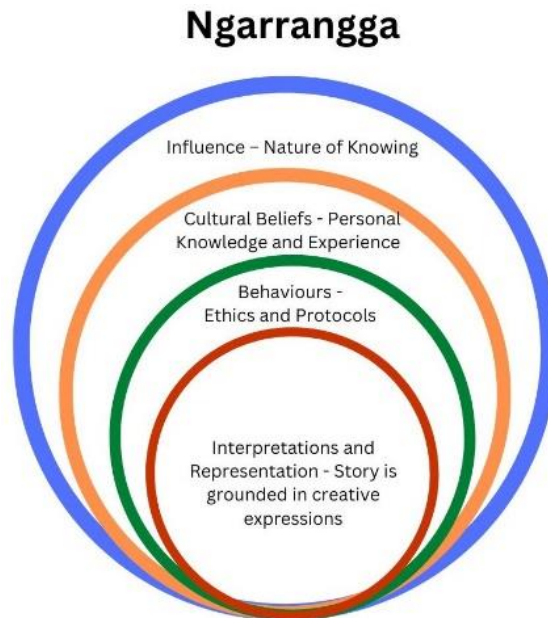 Ngarrangga
Influence – Nature of Knowing
Cultural Beliefs - Personal
Knowledge and Experience
Behaviours -
Ethics and Protocols
Interpretations and
Representation - Story is
grounded in creative
expressions